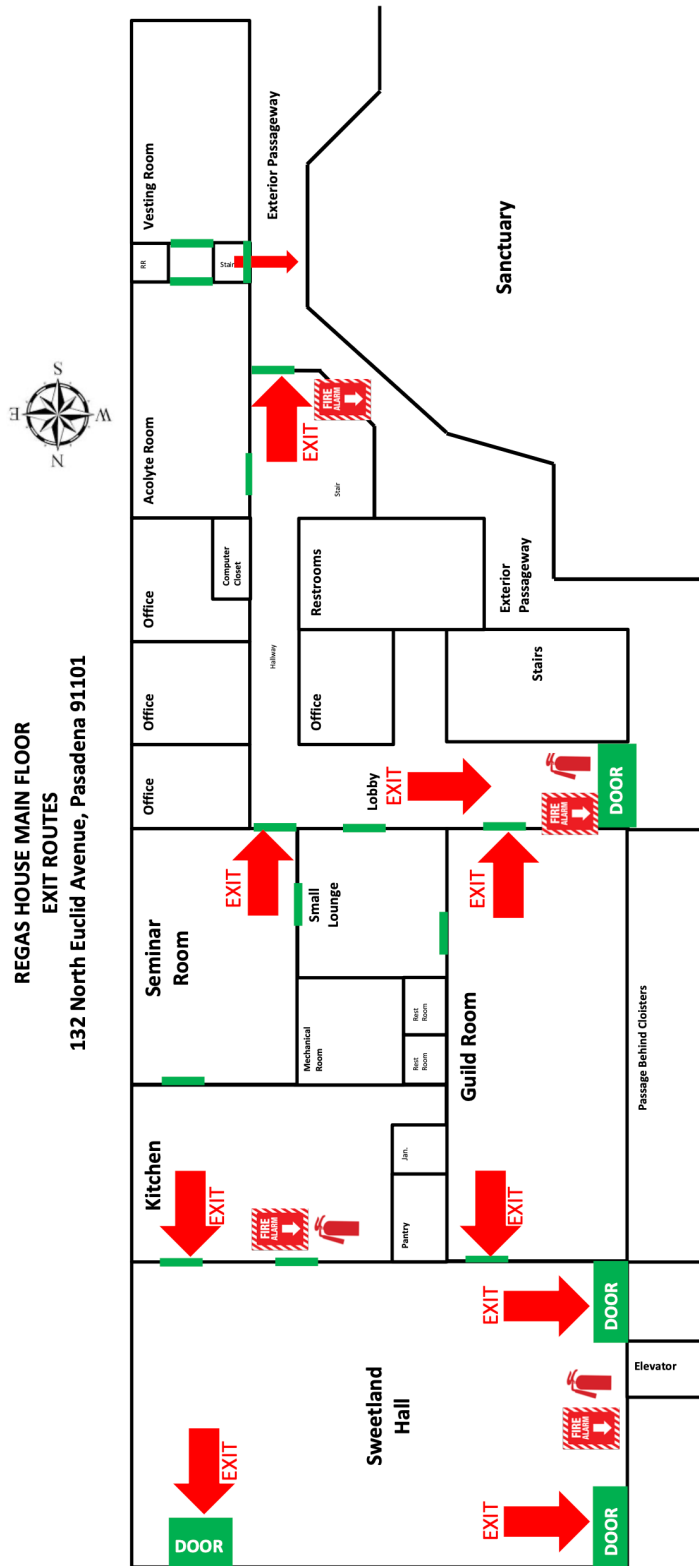 REGAS HOUSE MAIN FLOOR
EXIT ROUTES
132 North Euclid Avenue, Pasadena 91101
N
E
S
W
Vesting Room
Exterior Passageway
RR
Stair
Sanctuary
Acolyte Room
EXIT
FIRE
ALARM
Stair
Office
Computer
Closet
Restrooms
Exterior
Passageway
Hallway
Office
Office
Stairs
Office
Lobby
EXIT
FIRE
ALARM
DOOR
Seminar
Room
EXIT
Small
Lounge
EXIT
Mechanical
Room
Rest
Room
Rest
Room
Guild Room
Passage Behind Cloisters
Kitchen
Jan.
Pantry
EXIT
FIRE
ALARM
EXIT
Sweetland
Hall
EXIT
DOOR
Elevator
FIRE
ALARM
EXIT
DOOR
EXIT
DOOR